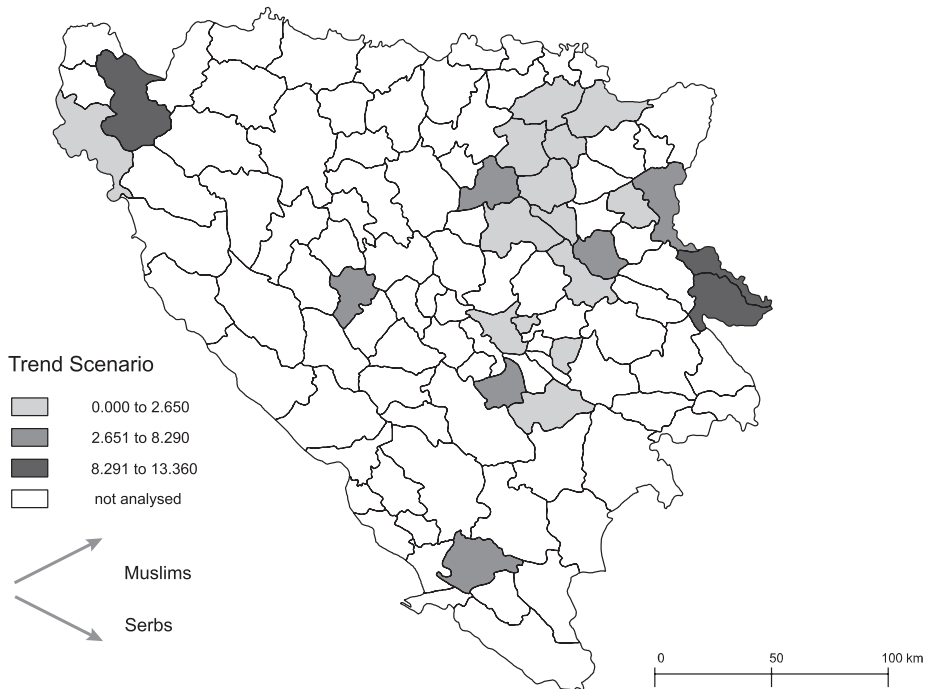 Trend Scenario
0.000 to 2.650
2.651 to 8.290
8.291 to 13.360
not analysed
Muslims
Serbs
0 50 100 km